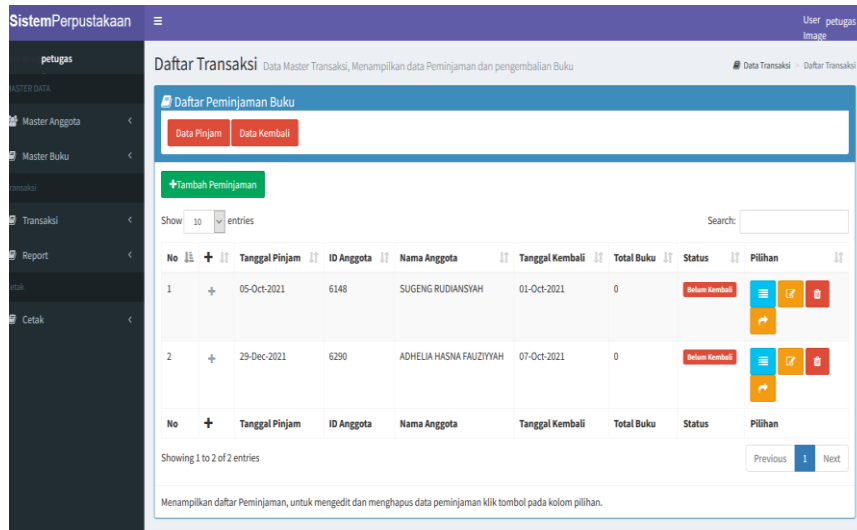 SistemPerpustakaan
User Image petugas
petugas
MASTER DATA
Master Anggota
Master Buku
Transaksi
Transaksi
Report
Cetak
Cetak
Daftar Transaksi Data Master Transaksi, Menampilkan data Peminjaman dan pengembalian Buku
Data Transaksi > Daftar Transaksi
Daftar Peminjaman Buku
Data Pinjam Data Kembali
+Tambah Peminjaman
Show 10 entries Search:
No + Tanggal Pinjam ID Anggota Nama Anggota Tanggal Kembali Total Buku Status Pilihan
1 + 05-Oct-2021 6148 SUGENG RUDIANSYAH 01-Oct-2021 0 Belum Kembali
2 + 29-Dec-2021 6290 ADHELIA HASNA FAUZIYYAH 07-Oct-2021 0 Belum Kembali
No + Tanggal Pinjam ID Anggota Nama Anggota Tanggal Kembali Total Buku Status Pilihan
Showing 1 to 2 of 2 entries Previous 1 Next
Menampilkan daftar Peminjaman, untuk mengedit dan menghapus data peminjaman klik tombol pada kolom pilihan.